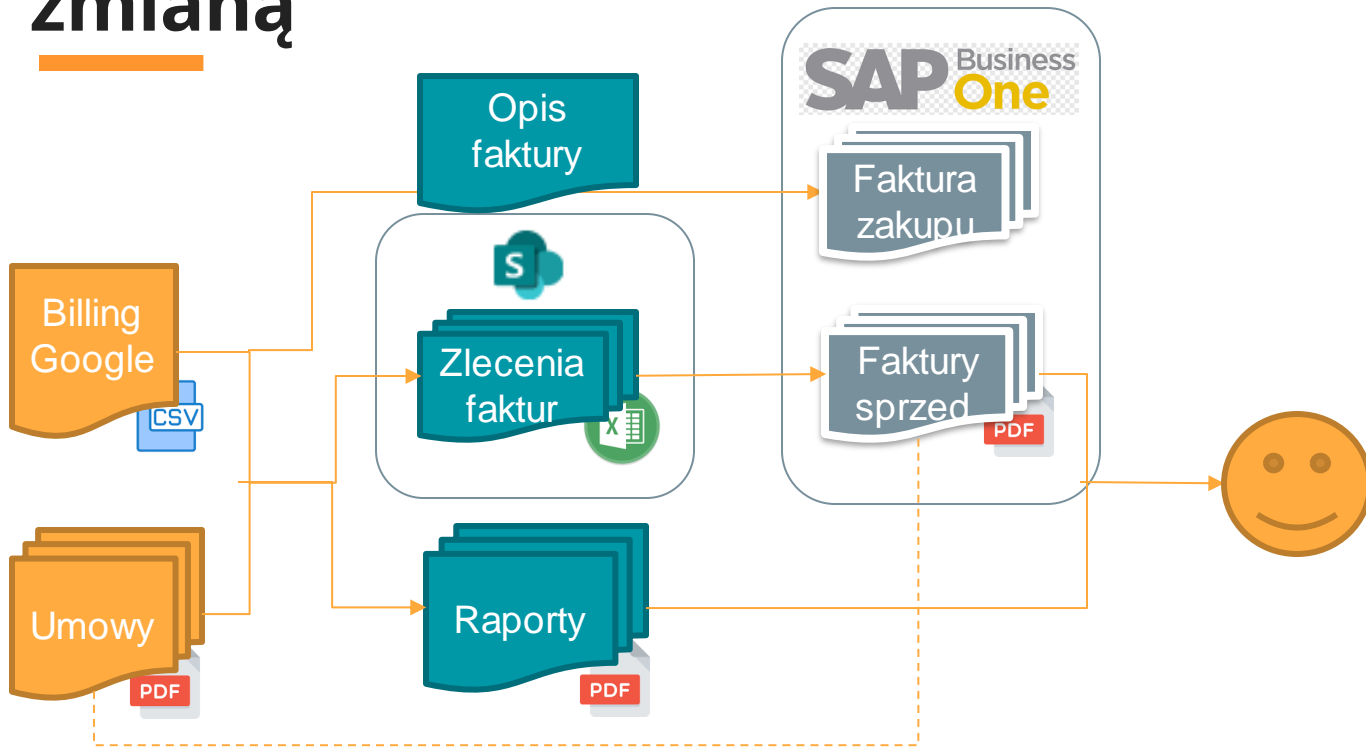 zmianą
SAP Business
One
Opis
faktury
Faktura
zakupu
S
Billing
Google
CSV
Zlecenia
faktur
X
Faktury
sprzed.
PDF
Umowy
PDF
Raporty
PDF